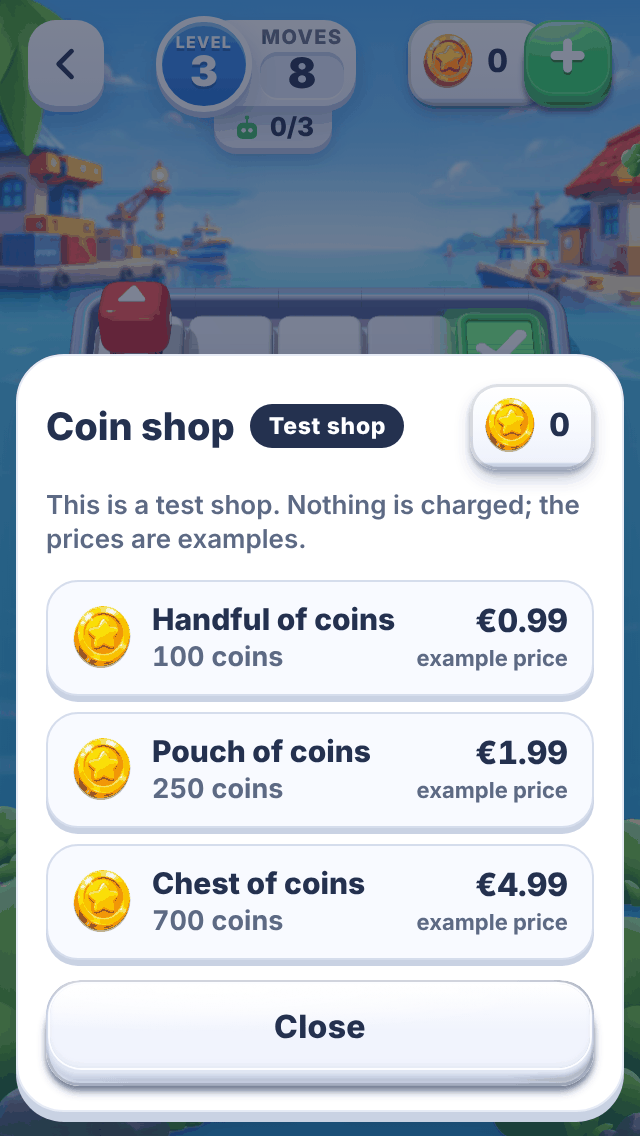 LEVEL
3
MOVES
8
0
0/3
Coin shop
Test shop
0
This is a test shop. Nothing is charged; the
prices are examples.
Handful of coins
€0.99
100 coins
example price
Pouch of coins
€1.99
250 coins
example price
Chest of coins
€4.99
700 coins
example price
Close